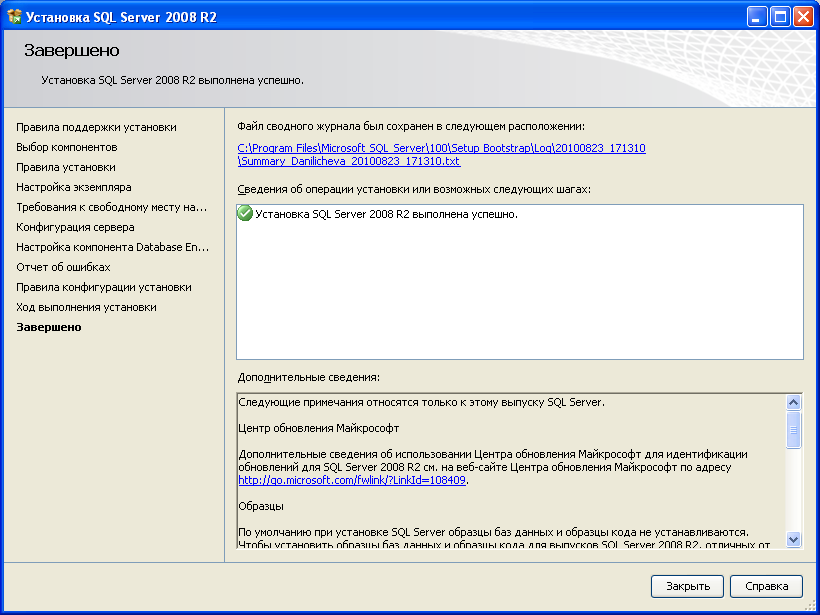 Установка SQL Server 2008 R2
Завершено
Установка SQL Server 2008 R2 выполнена успешно.
Правила поддержки установки
Выбор компонентов
Правила установки
Настройка экземпляра
Требования к свободному месту на...
Конфигурация сервера
Настройка компонента Database En...
Отчет об ошибках
Правила конфигурации установки
Ход выполнения установки
Завершено
Файл сводного журнала был сохранен в следующем расположении:
C:\Program Files\Microsoft SQL Server\100\Setup Bootstrap\Log\20100823_171310
\Summary_Danilicheva_20100823_171310.txt
Сведения об операции установки или возможных следующих шагах:
Установка SQL Server 2008 R2 выполнена успешно.
Дополнительные сведения:
Следующие примечания относятся только к этому выпуску SQL Server.
Центр обновления Майкрософт
Дополнительные сведения об использовании Центра обновления Майкрософт для идентификации
обновлений для SQL Server 2008 R2 см. на веб-сайте Центра обновления Майкрософт по адресу
http://go.microsoft.com/fwlink/?LinkId=108409.
Образцы
По умолчанию при установке SQL Server образцы баз данных и образцы кода не устанавливаются.
Чтобы установить образцы баз данных и образцы кода для выпусков SQL Server 2008 R2, отличных от
Закрыть
Справка